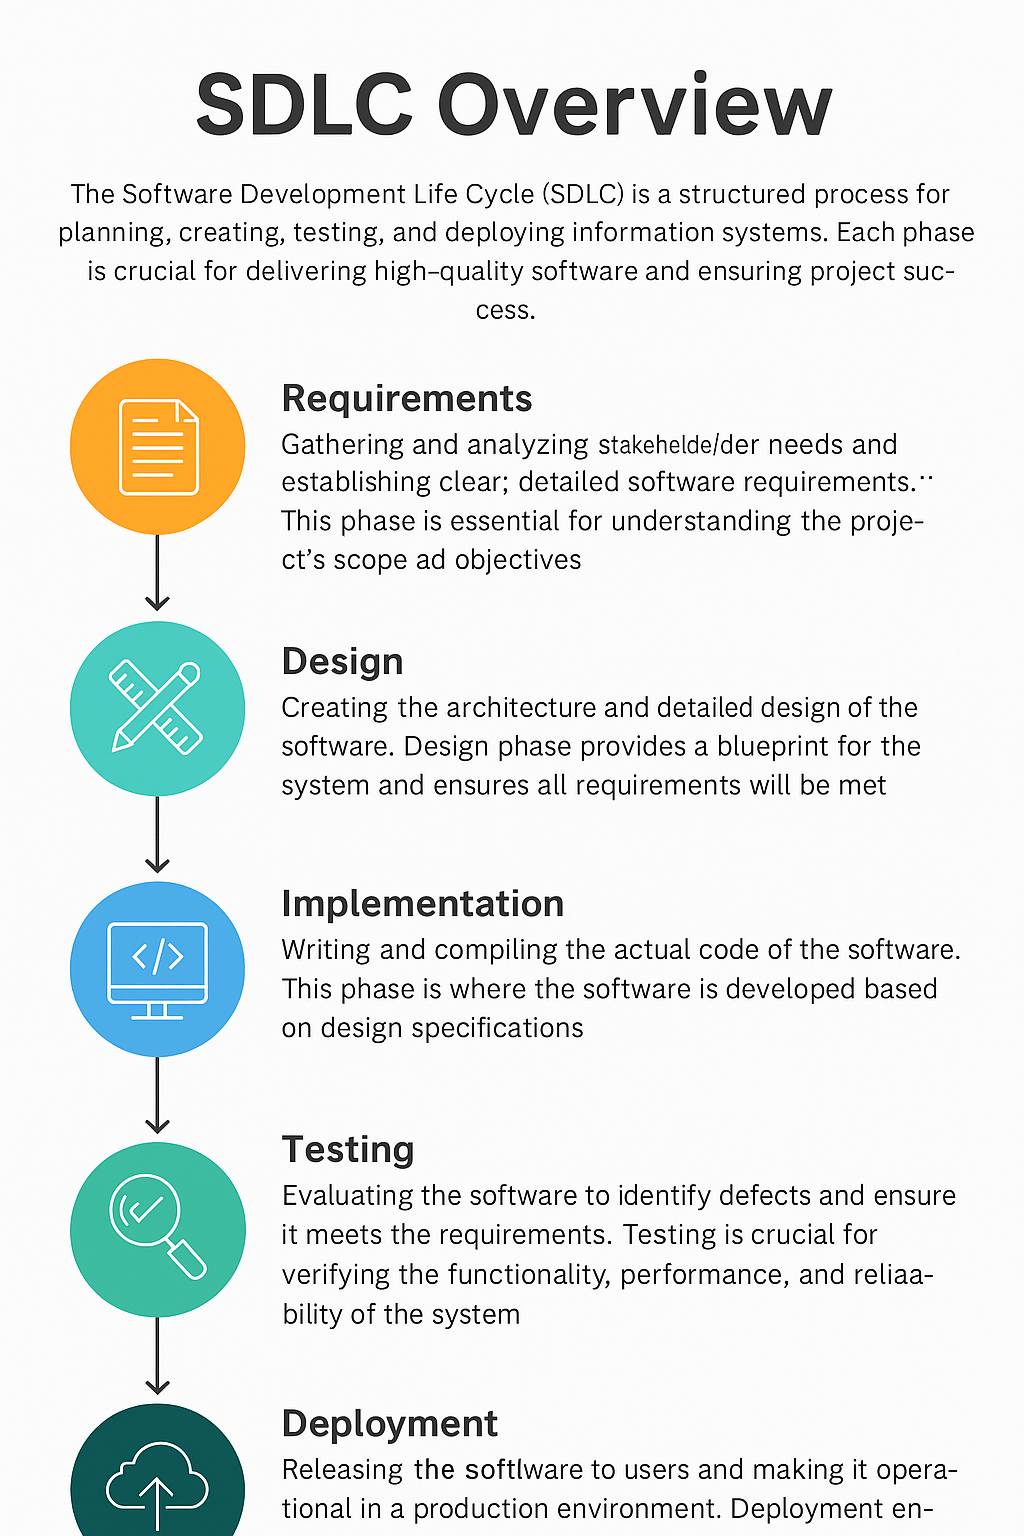 SDLC Overview
The Software Development Life Cycle (SDLC) is a structured process for
planning, creating, testing, and deploying information systems. Each phase
is crucial for delivering high–quality software and ensuring project suc-
cess.
Requirements
Gathering and analyzing stakehelde/der needs and
establishing clear; detailed software requirements.··
This phase is essential for understanding the proje-
ct’s scope ad objectives
Design
Creating the architecture and detailed design of the
software. Design phase provides a blueprint for the
system and ensures all requirements will be met
Implementation
Writing and compiling the actual code of the software.
This phase is where the software is developed based
on design specifications
</>
Testing
Evaluating the software to identify defects and ensure
it meets the requirements. Testing is crucial for
verifying the functionality, performance, and reliaa-
bility of the system
Deployment
Releasing the softlware to users and making it opera-
tional in a production environment. Deployment en-